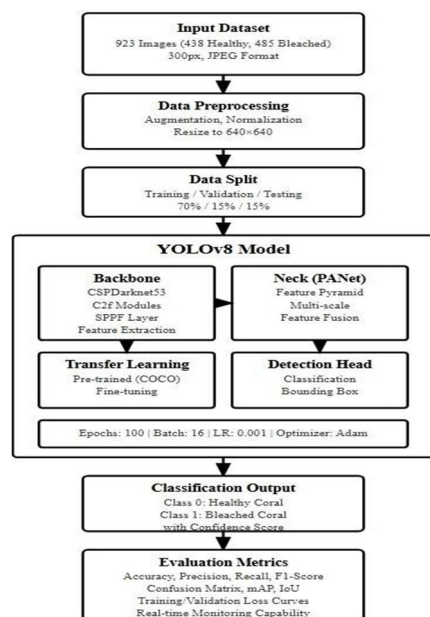 Input Dataset
923 Images (438 Healthy, 485 Bleached)
300px, JPEG Format
Data Preprocessing
Augmentation, Normalization
Resize to 640×640
Data Split
Training / Validation / Testing
70% / 15% / 15%
YOLOv8 Model
Backbone
CSPDarknet53
C2f Modules
SPPF Layer
Feature Extraction
Neck (PANet)
Feature Pyramid
Multi-scale
Feature Fusion
Transfer Learning
Pre-trained (COCO)
Fine-tuning
Detection Head
Classification
Bounding Box
Epochs: 100 | Batch: 16 | LR: 0.001 | Optimizer: Adam
Classification Output
Class 0: Healthy Coral
Class 1: Bleached Coral
with Confidence Score
Evaluation Metrics
Accuracy, Precision, Recall, F1-Score
Confusion Matrix, mAP, IoU
Training/Validation Loss Curves
Real-time Monitoring Capability